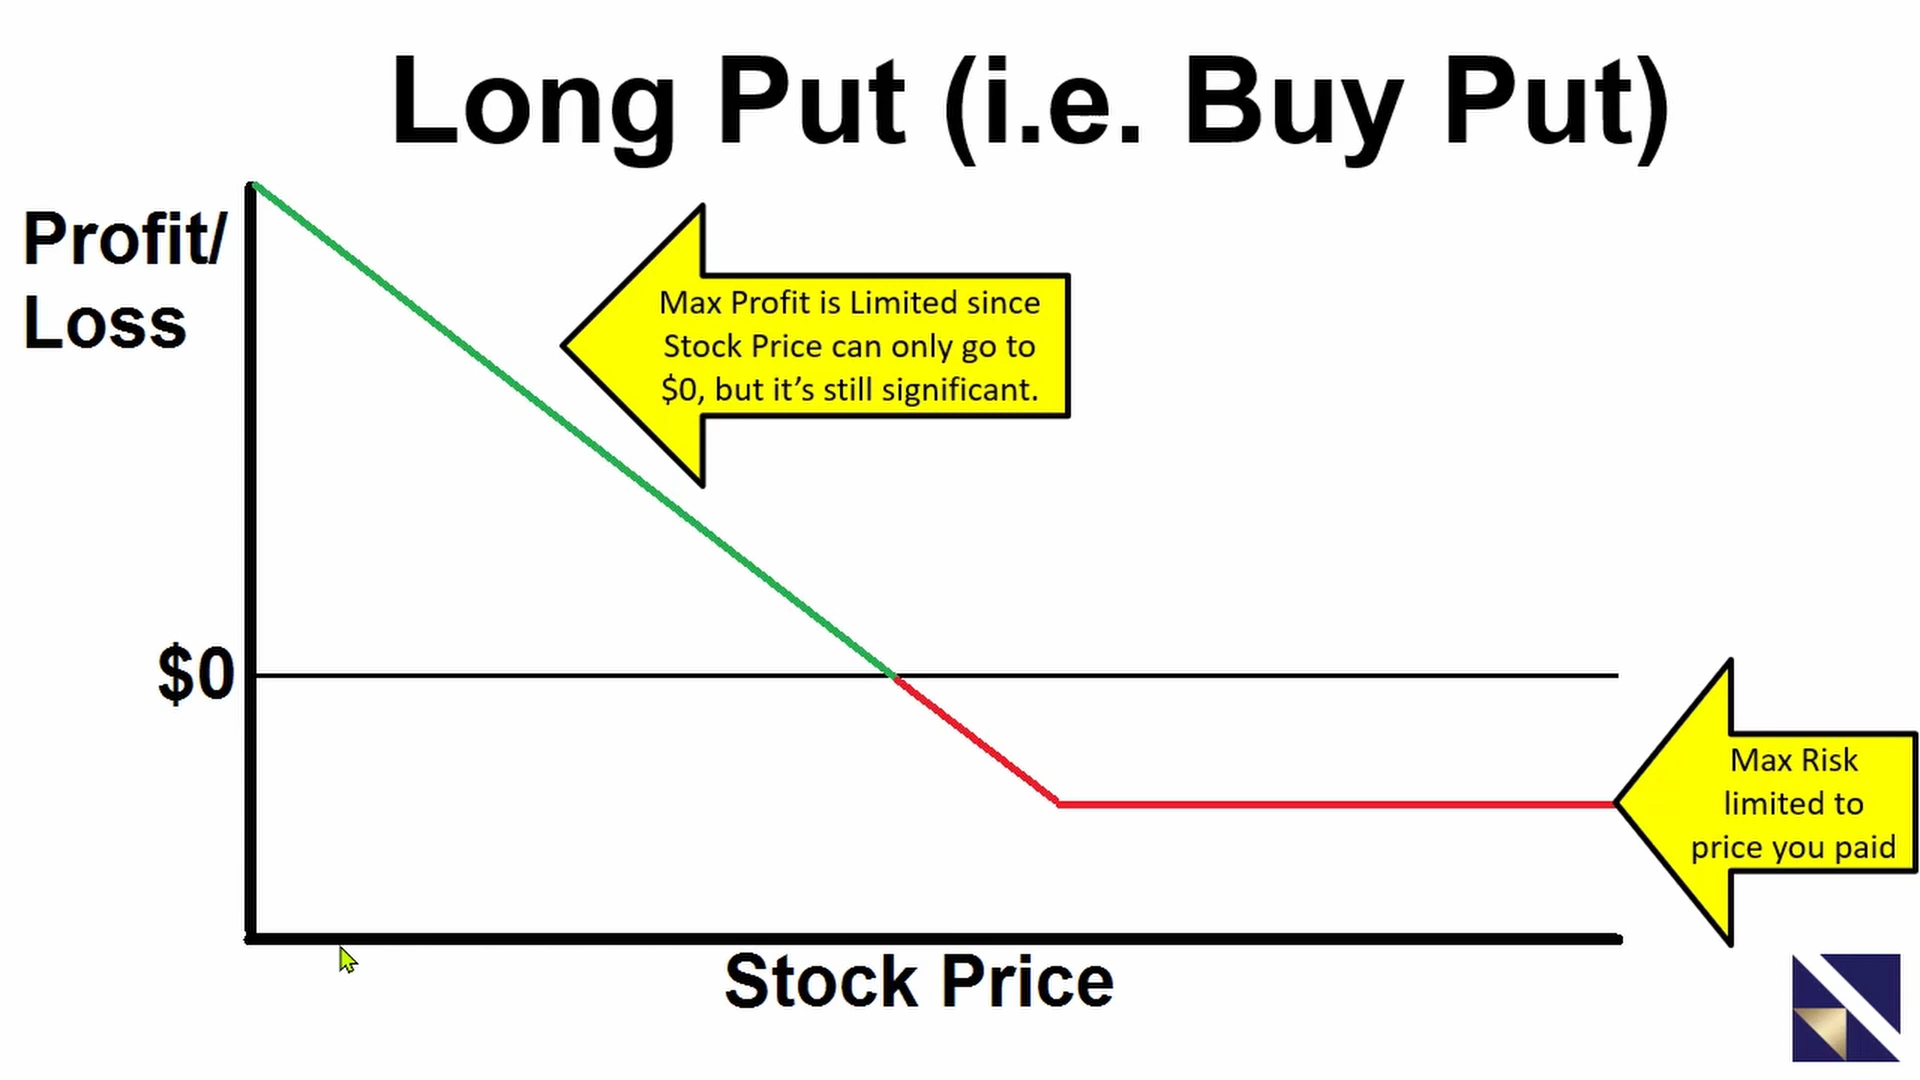 Long Put (i.e. Buy Put)
Profit/
Loss
Max Profit is Limited since
Stock Price can only go to
$0, but it’s still significant.
$0
Max Risk
limited to
price you paid
Stock Price